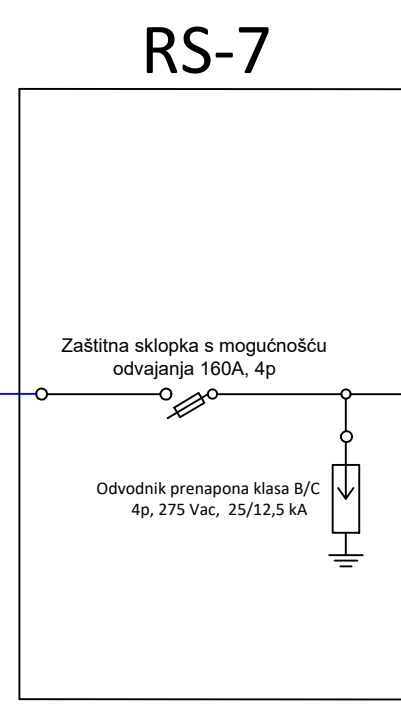 RS-7
Zaštitna sklopka s mogućnošću
odvajanja 160A, 4p
Odvodnik prenapona klasa B/C
4p, 275 Vac,  25/12,5 kA